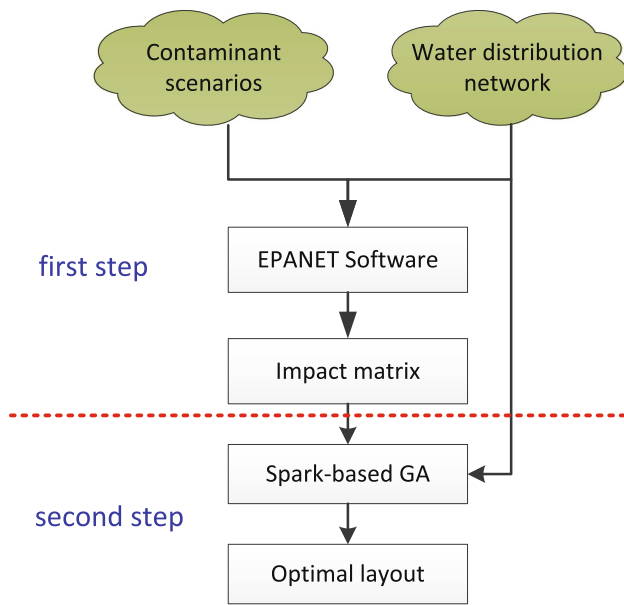 Contaminant
scenarios
Water distribution
network
first step
EPANET Software
Impact matrix
Spark-based GA
second step
Optimal layout